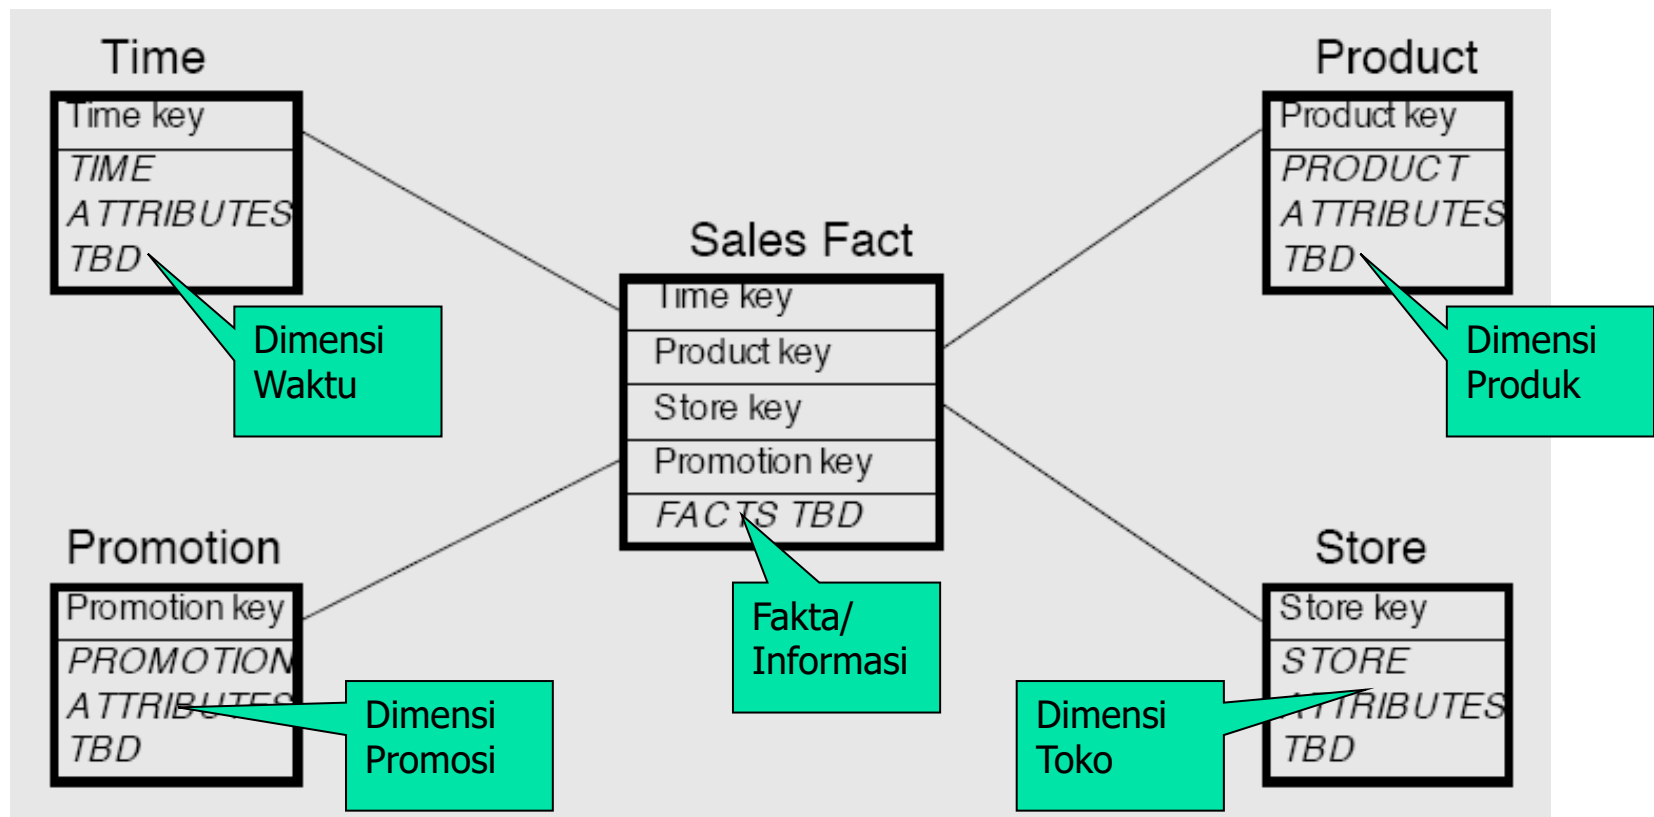 Time
Time key
TIME
ATTRIBUTES
TBD
Dimensi
Waktu
Product
Product key
PRODUCT
ATTRIBUTES
TBD
Dimensi
Produk
Sales Fact
Time key
Product key
Store key
Promotion key
FACTS TBD
Fakta/
Informasi
Promotion
Promotion key
PROMOTION
ATTRIBUTES
TBD
Dimensi
Promosi
Store
Store key
STORE
ATTRIBUTES
TBD
Dimensi
Toko